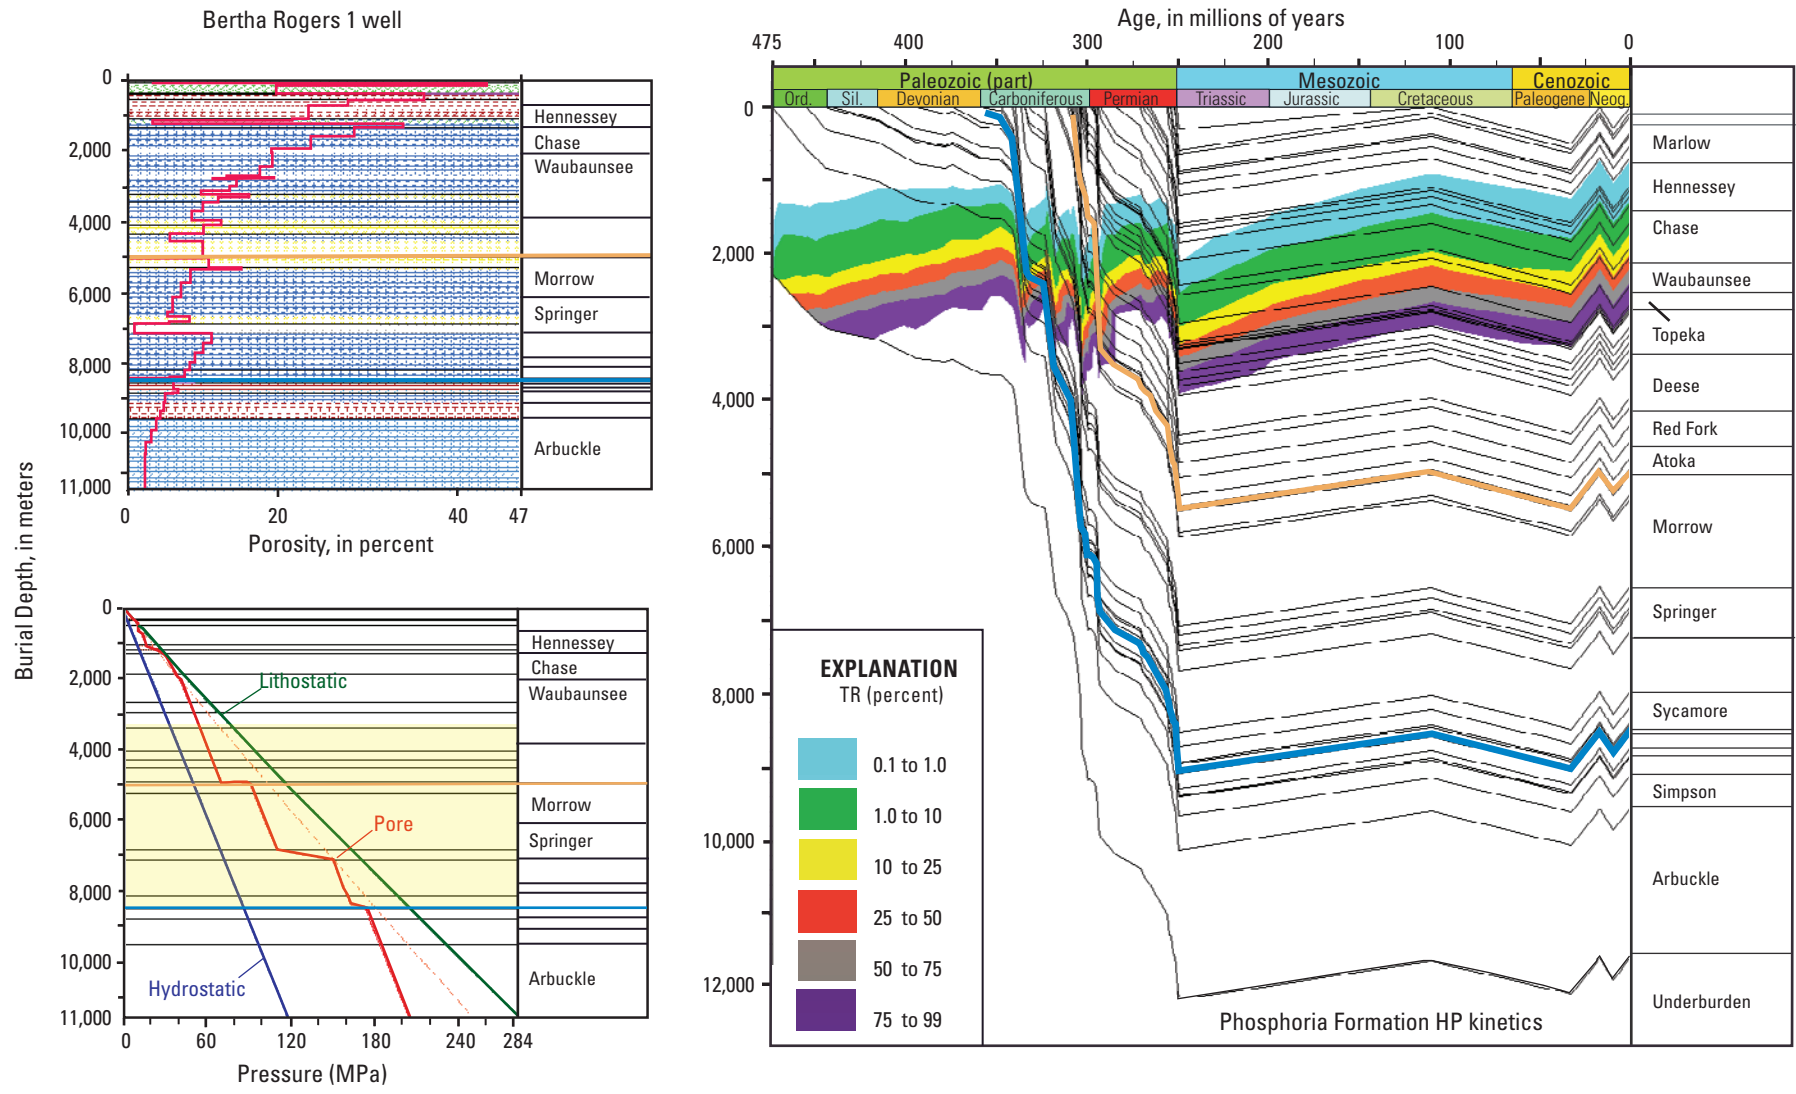 Bertha Rogers 1 well
0
2,000
4,000
6,000
8,000
10,000
11,000
0
20
40
47
Porosity, in percent
Hennessey
Chase
Waubaunsee
Morrow
Springer
Arbuckle
Burial Depth, in meters
0
2,000
4,000
6,000
8,000
10,000
11,000
0
60
120
180
240
284
Pressure (MPa)
Lithostatic
Pore
Hydrostatic
Hennessey
Chase
Waubaunsee
Morrow
Springer
Arbuckle
Age, in millions of years
475
400
300
200
100
0
Paleozoic (part)
Mesozoic
Cenozoic
Ord.
Sil.
Devonian
Carboniferous
Permian
Triassic
Jurassic
Cretaceous
Paleogene
Neog.
0
2,000
4,000
6,000
8,000
10,000
12,000
Marlow
Hennessey
Chase
Waubaunsee
Topeka
Deese
Red Fork
Atoka
Morrow
Springer
Sycamore
Simpson
Arbuckle
Underburden
EXPLANATION
TR (percent)
0.1 to 1.0
1.0 to 10
10 to 25
25 to 50
50 to 75
75 to 99
Phosphoria Formation HP kinetics